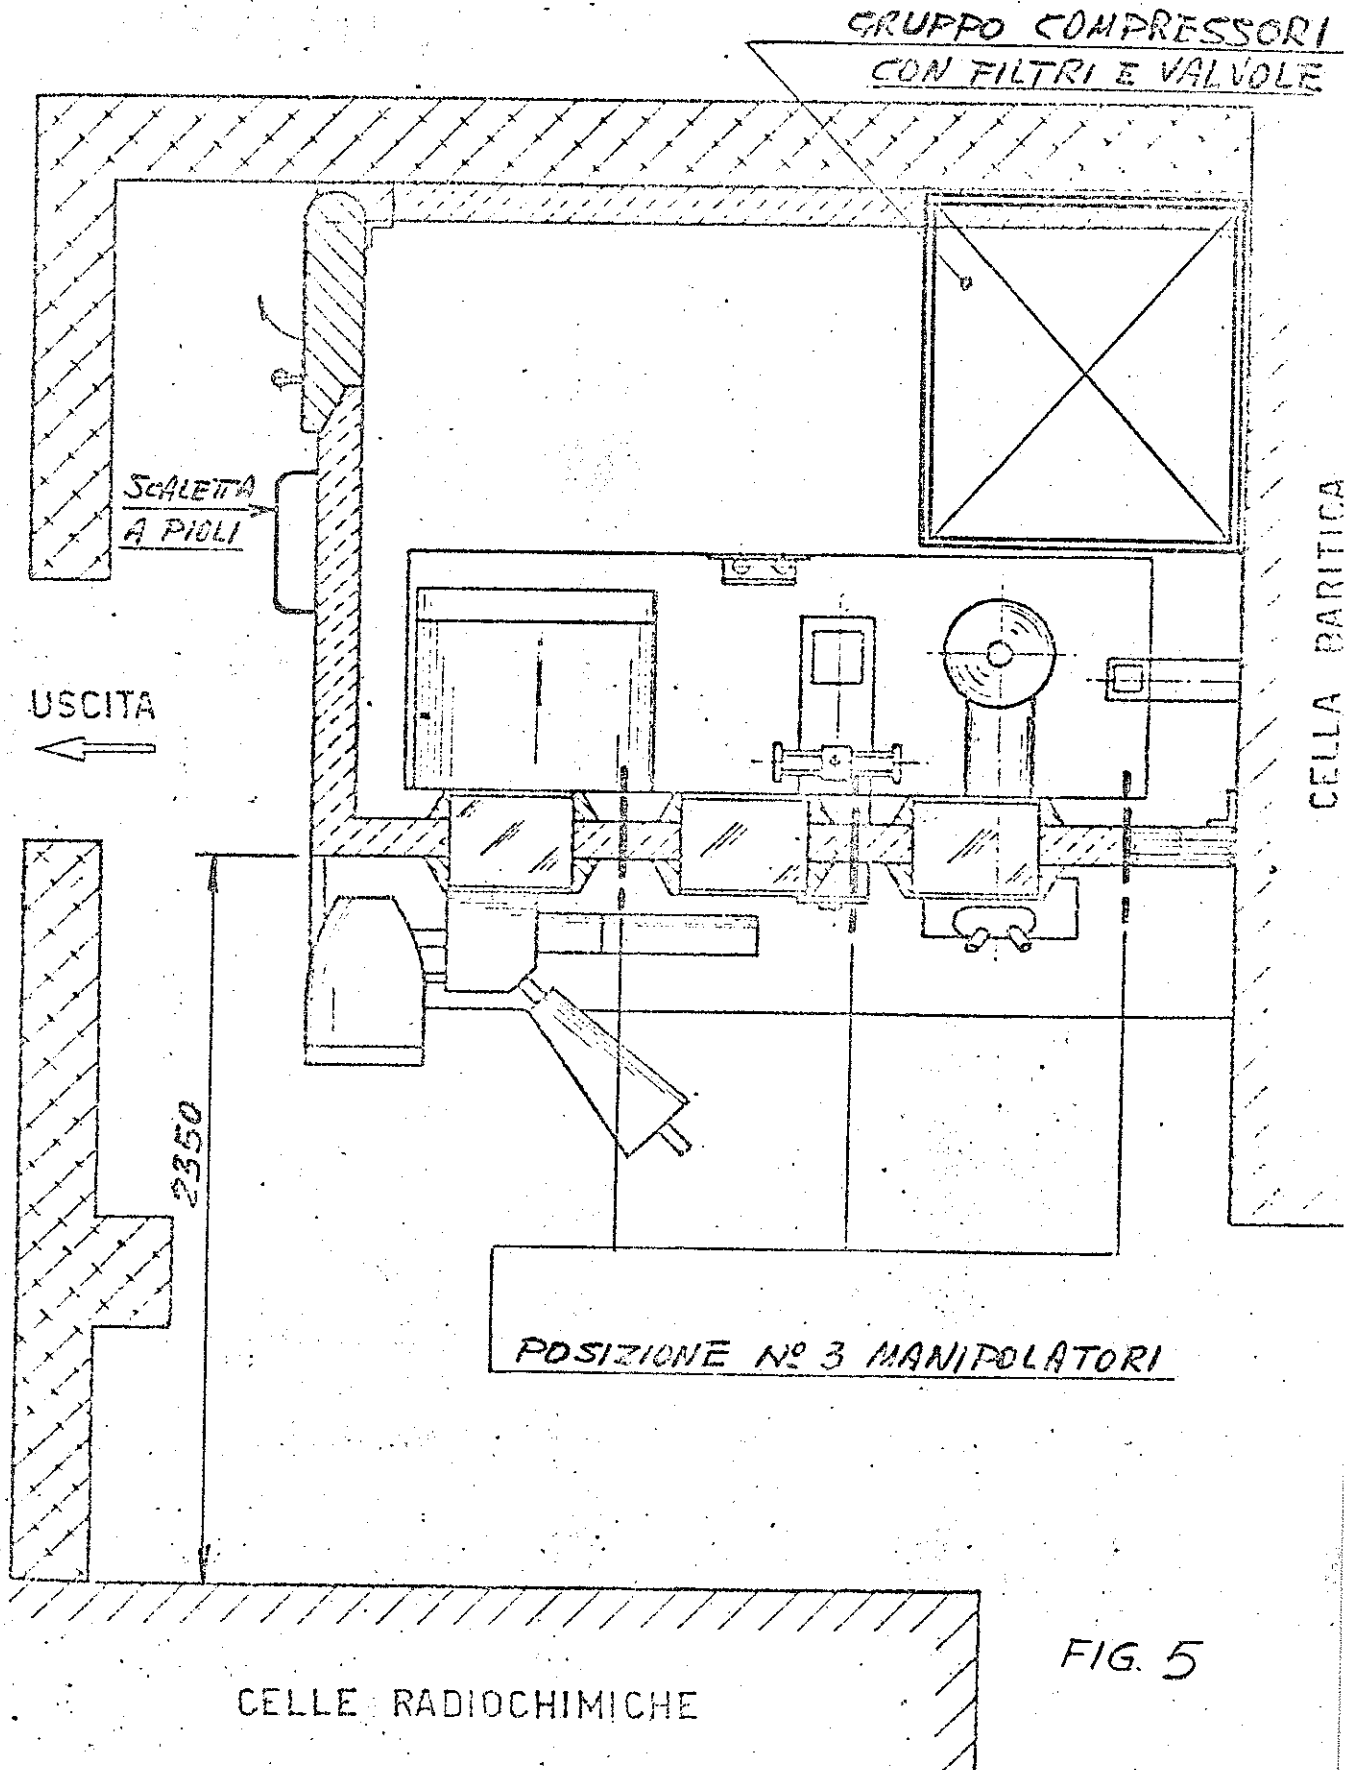 GRUPPO COMPRESSORI
CON FILTRI E VALVOLE
SCALETTA
A PIOLI
USCITA
CELLA BARITICA
2350
POSIZIONE Nº 3 MANIPOLATORI
FIG. 5
CELLE RADIOCHIMICHE